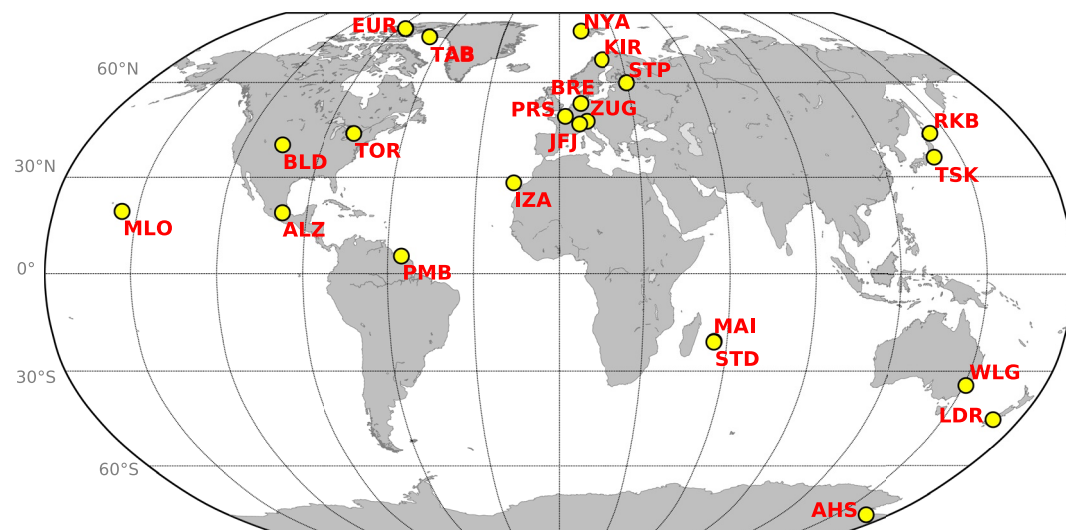 EUR
NYA
TAB
KIR
60°N
STP
BRE
PRS
ZUG
RKB
JFJ
TOR
BLD
TSK
30°N
IZA
MLO
ALZ
0°
PMB
MAI
STD
30°S
WLG
LDR
60°S
AHS